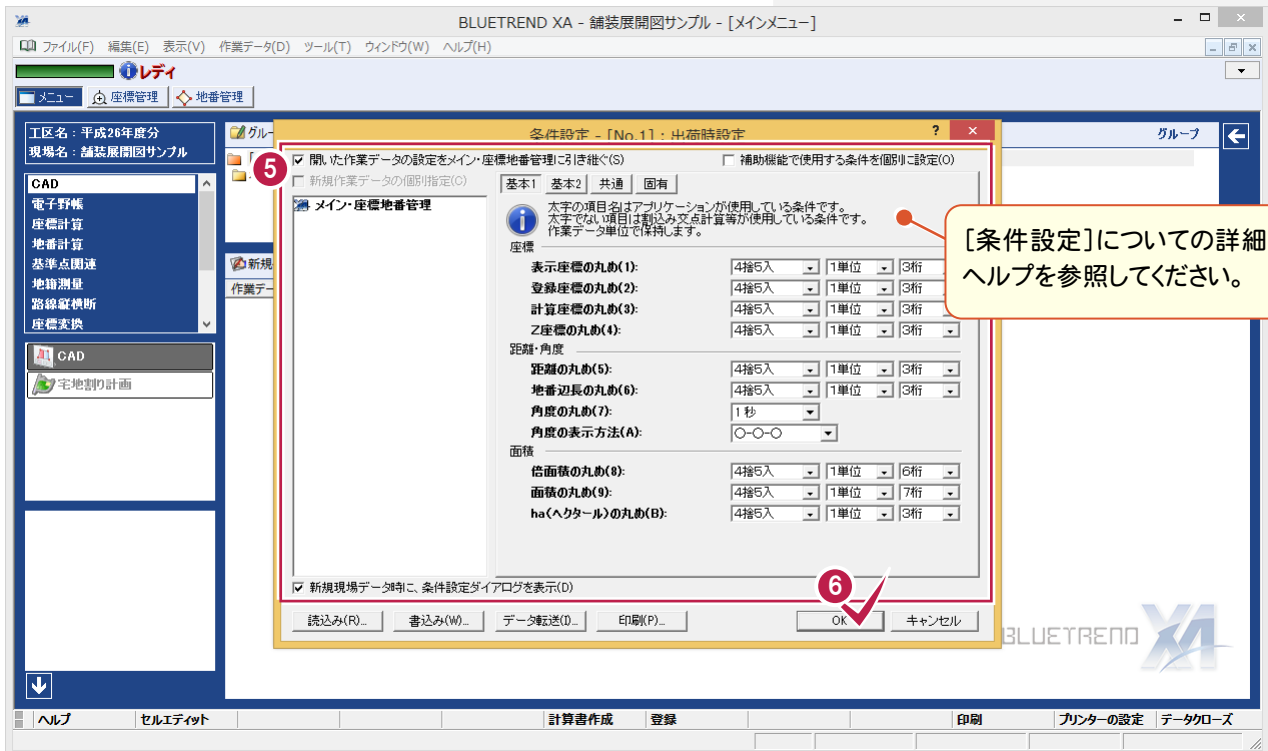 BLUETREND XA - 舗装展開図サンプル - [メインメニュー]
ファイル(F) 編集(E) 表示(V) 作業データ(D) ツール(T) ウィンドウ(W) ヘルプ(H)
レディ
メニュー 座標管理 地番管理
工区名:平成26年度分
現場名:舗装展開図サンプル
グルー
グループ
CAD
電子野帳
座標計算
地番計算
基準点関連
地籍測量
路線縦横断
座標変換
CAD
宅地割り計画
新規
作業デー
条件設定 - [No.1]:出荷時設定
5
開いた作業データの設定をメイン・座標地番管理に引き継ぐ(S)
補助機能で使用する条件を個別に設定(O)
新規作業データの個別指定(C)
メイン・座標地番管理
基本1 基本2 共通 固有
太字の項目名はアプリケーションが使用している条件です。
太字でない項目は割込み交点計算等が使用している条件です。
作業データ単位で保持します。
座標
表示座標の丸め(1): 4捨5入 1単位 3桁
登録座標の丸め(2): 4捨5入 1単位 3桁
計算座標の丸め(3): 4捨5入 1単位 3桁
Z座標の丸め(4): 4捨5入 1単位 3桁
距離・角度
距離の丸め(5): 4捨5入 1単位 3桁
地番辺長の丸め(6): 4捨5入 1単位 3桁
角度の丸め(7): 1秒
角度の表示方法(A): ○-○-○
面積
倍面積の丸め(8): 4捨5入 1単位 6桁
面積の丸め(9): 4捨5入 1単位 7桁
ha(ヘクタール)の丸め(B): 4捨5入 1単位 3桁
新規現場データ時に、条件設定ダイアログを表示(D)
6
読込み(R)... 書込み(W)... データ転送(I)... 印刷(P)... OK キャンセル
[条件設定]についての詳細
ヘルプを参照してください。
BLUETREND XA
ヘルプ セルエディット 計算書作成 登録 印刷 プリンターの設定 データクローズ